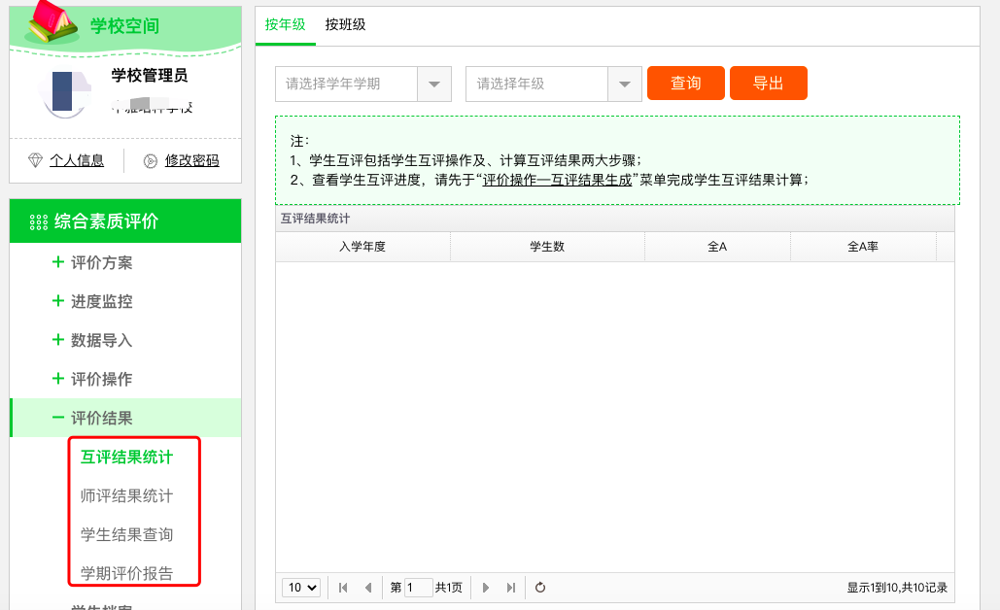 学校空间
学校管理员
个人信息
修改密码
综合素质评价
评价方案
进度监控
数据导入
评价操作
评价结果
互评结果统计
师评结果统计
学生结果查询
学期评价报告
按年级 按班级
请选择学年学期 请选择年级 查询 导出
注：
1、学生互评包括学生互评操作及、计算互评结果两大步骤；
2、查看学生互评进度，请先于“评价操作—互评结果生成”菜单完成学生互评结果计算；
互评结果统计
入学年度 学生数 全A 全A率
10 第 1 共1页 显示1到10,共10记录